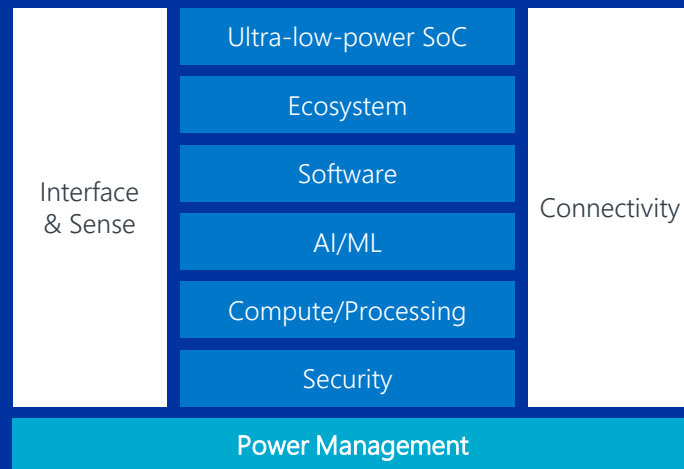 Interface
& Sense
Ultra-low-power SoC
Ecosystem
Software
AI/ML
Compute/Processing
Security
Connectivity
Power Management